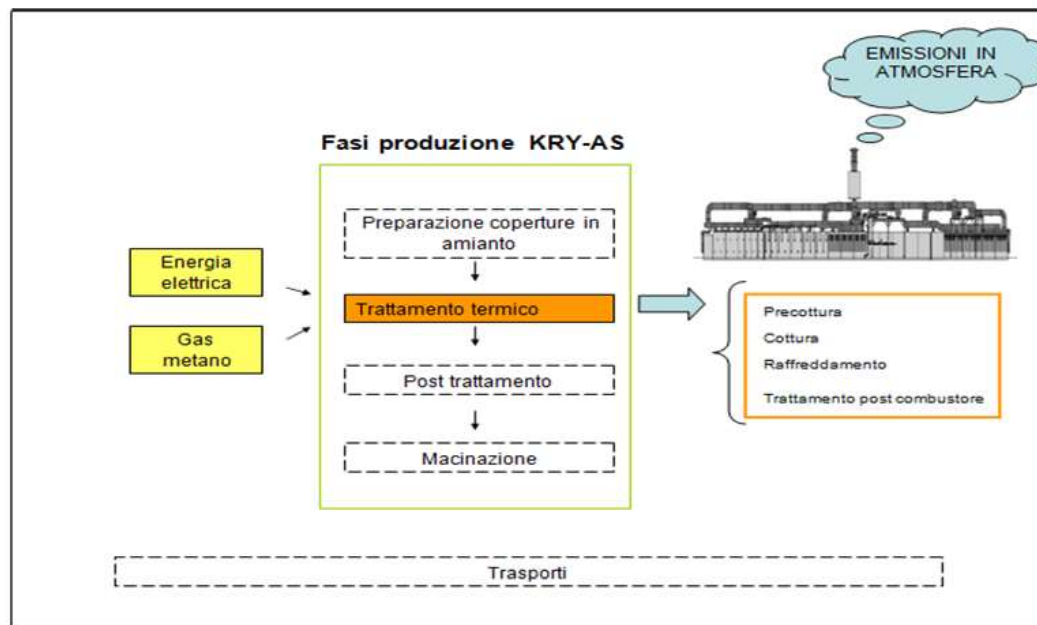 EMISSIONI IN
ATMOSFERA
Fasi produzione KRY-AS
Preparazione coperture in
amianto
Energia
elettrica
Trattamento termico
Gas
metano
Post trattamento
Macinazione
Precottura
Cottura
Raffreddamento
Trattamento post combustore
Trasporti